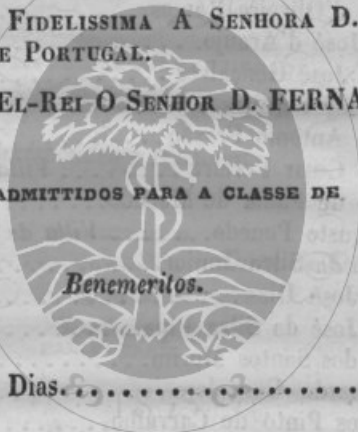 FIDELISSIMA A SENHORA D.
E PORTUGAL.
EL-REI O SENHOR D. FERNA
ADMITTIDOS PARA A CLASSE DE
Benemeritos.
Dias..................